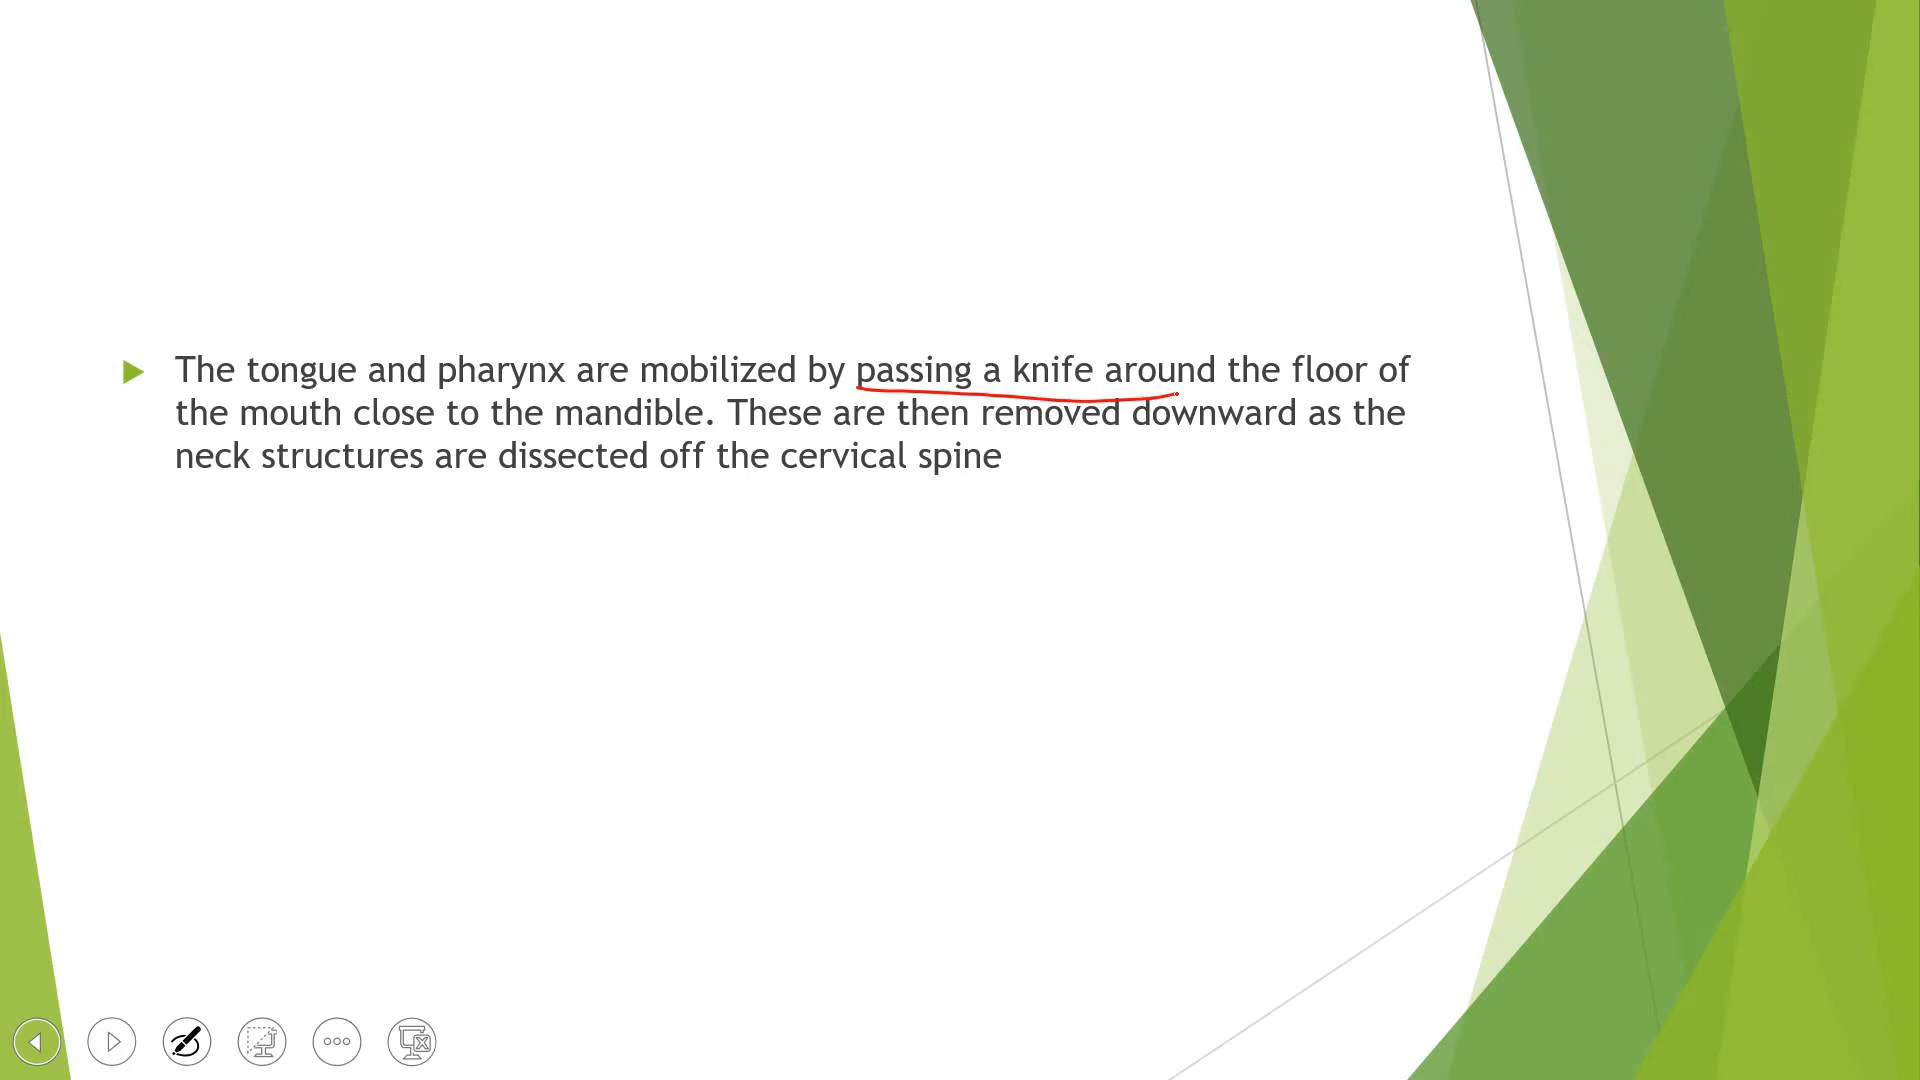 The tongue and pharynx are mobilized by passing a knife around the floor of
the mouth close to the mandible. These are then removed downward as the
neck structures are dissected off the cervical spine